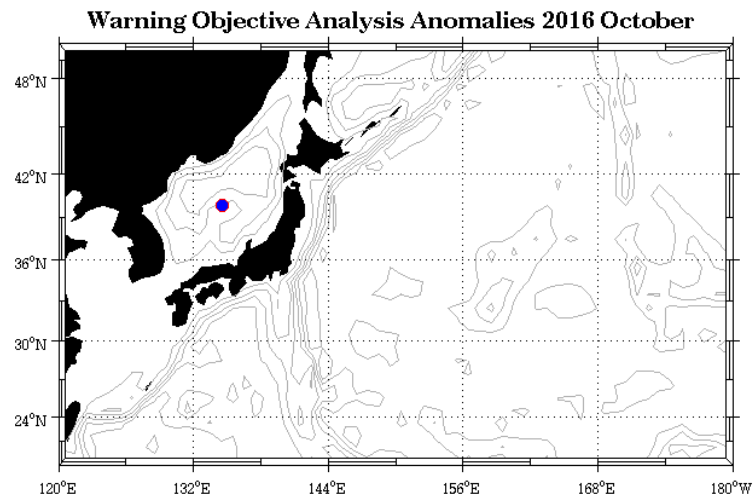 Warning Objective Analysis Anomalies 2016 October
48°N
42°N
36°N
30°N
24°N
120°E 132°E 144°E 156°E 168°E 180°W